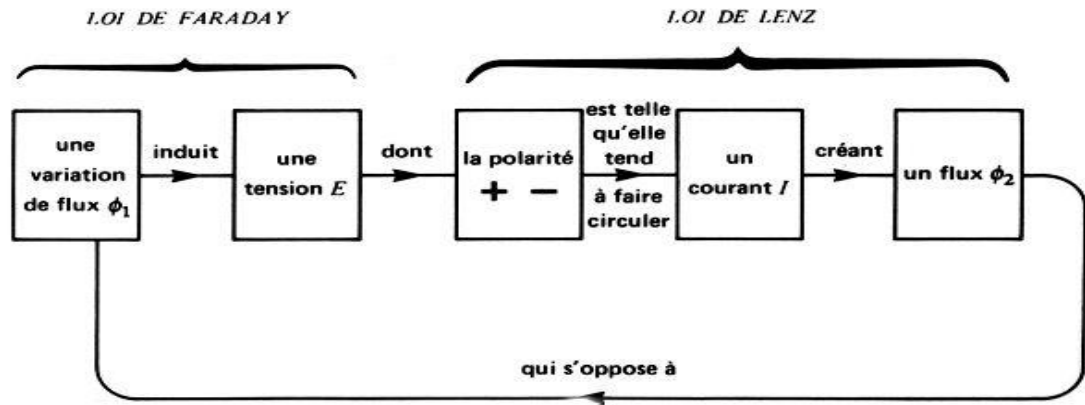 LOI DE FARADAY
LOI DE LENZ
une
variation
de flux ϕ₁
induit
une
tension E
dont
la polarité
+ −
est telle
qu'elle
tend
à faire
circuler
un
courant I
créant
un flux ϕ₂
qui s'oppose à